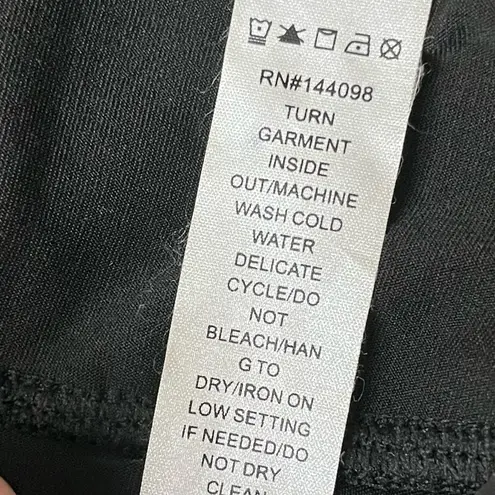 RN#144098
TURN
GARMENT
INSIDE
OUT/MACHINE
WASH COLD
WATER
DELICATE
CYCLE/DO
NOT
BLEACH/HAN
G TO
DRY/IRON ON
LOW SETTING
IF NEEDED/DO
NOT DRY
CLEAN